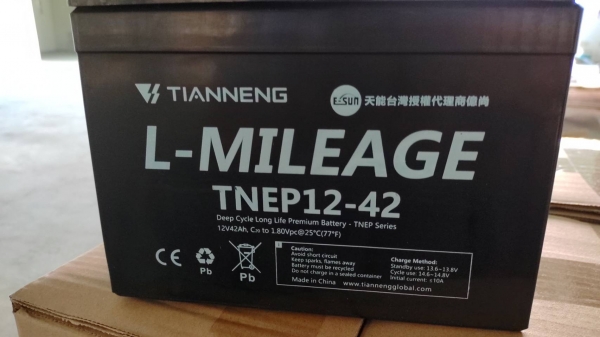 TIANNENG
E-SUN 天能台灣授權代理商偉尚
L-MILEAGE
TNEP12-42
Deep Cycle Long Life Premium Battery - TNEP Series
12V42Ah, C₂₀ to 1.80Vpc@25℃(77°F)
CE Pb Pb
Caution:
Avoid short circuit
Keep sparks, flames away
Battery must be recycled
Do not charge in a sealed container
Made in China
Charge Method:
Standby use: 13.6~13.8V
Cycle use: 14.6~14.8V
Initial current: ≤10A
www.tiannengglobal.com